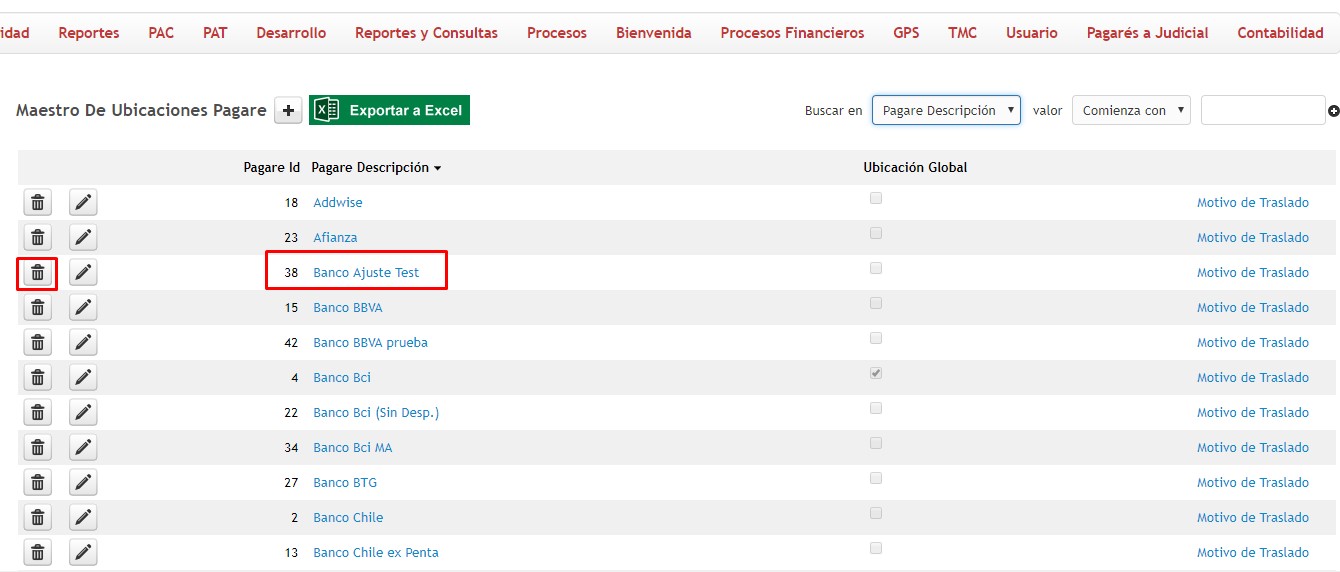 idad Reportes PAC PAT Desarrollo Reportes y Consultas Procesos Bienvenida Procesos Financieros GPS TMC Usuario Pagarés a Judicial Contabilidad
Maestro De Ubicaciones Pagare Exportar a Excel Buscar en Pagare Descripción valor Comienza con
Pagare Id Pagare Descripción Ubicación Global
18 Addwise Motivo de Traslado
23 Afianza Motivo de Traslado
38 Banco Ajuste Test Motivo de Traslado
15 Banco BBVA Motivo de Traslado
42 Banco BBVA prueba Motivo de Traslado
4 Banco Bci Motivo de Traslado
22 Banco Bci (Sin Desp.) Motivo de Traslado
34 Banco Bci MA Motivo de Traslado
27 Banco BTG Motivo de Traslado
2 Banco Chile Motivo de Traslado
13 Banco Chile ex Penta Motivo de Traslado